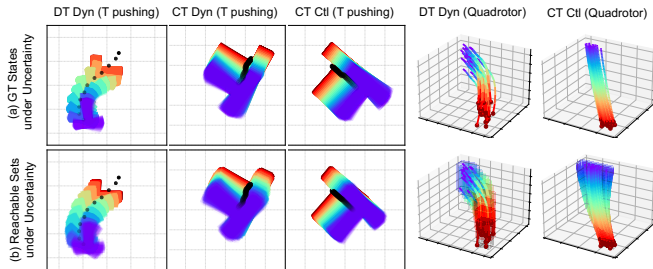 DT Dyn (T pushing) CT Dyn (T pushing) CT Ctl (T pushing) DT Dyn (Quadrotor) CT Ctl (Quadrotor)
(a) GT States
under Uncertainty
(b) Reachable Sets
under Uncertainty